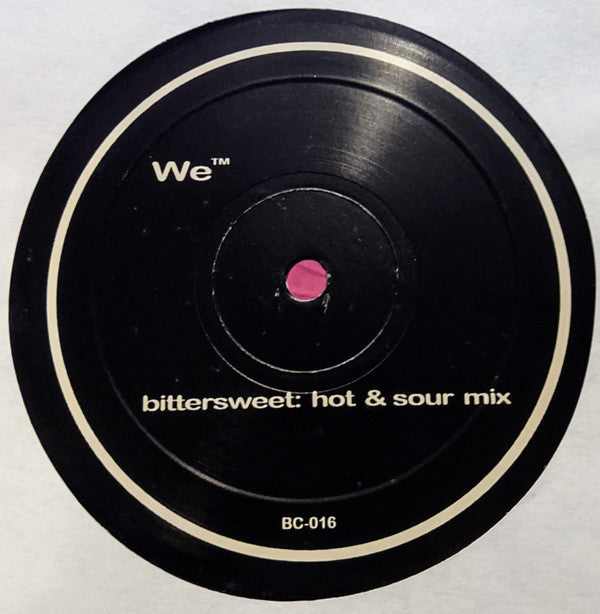 We™
bittersweet: hot & sour mix
BC-016